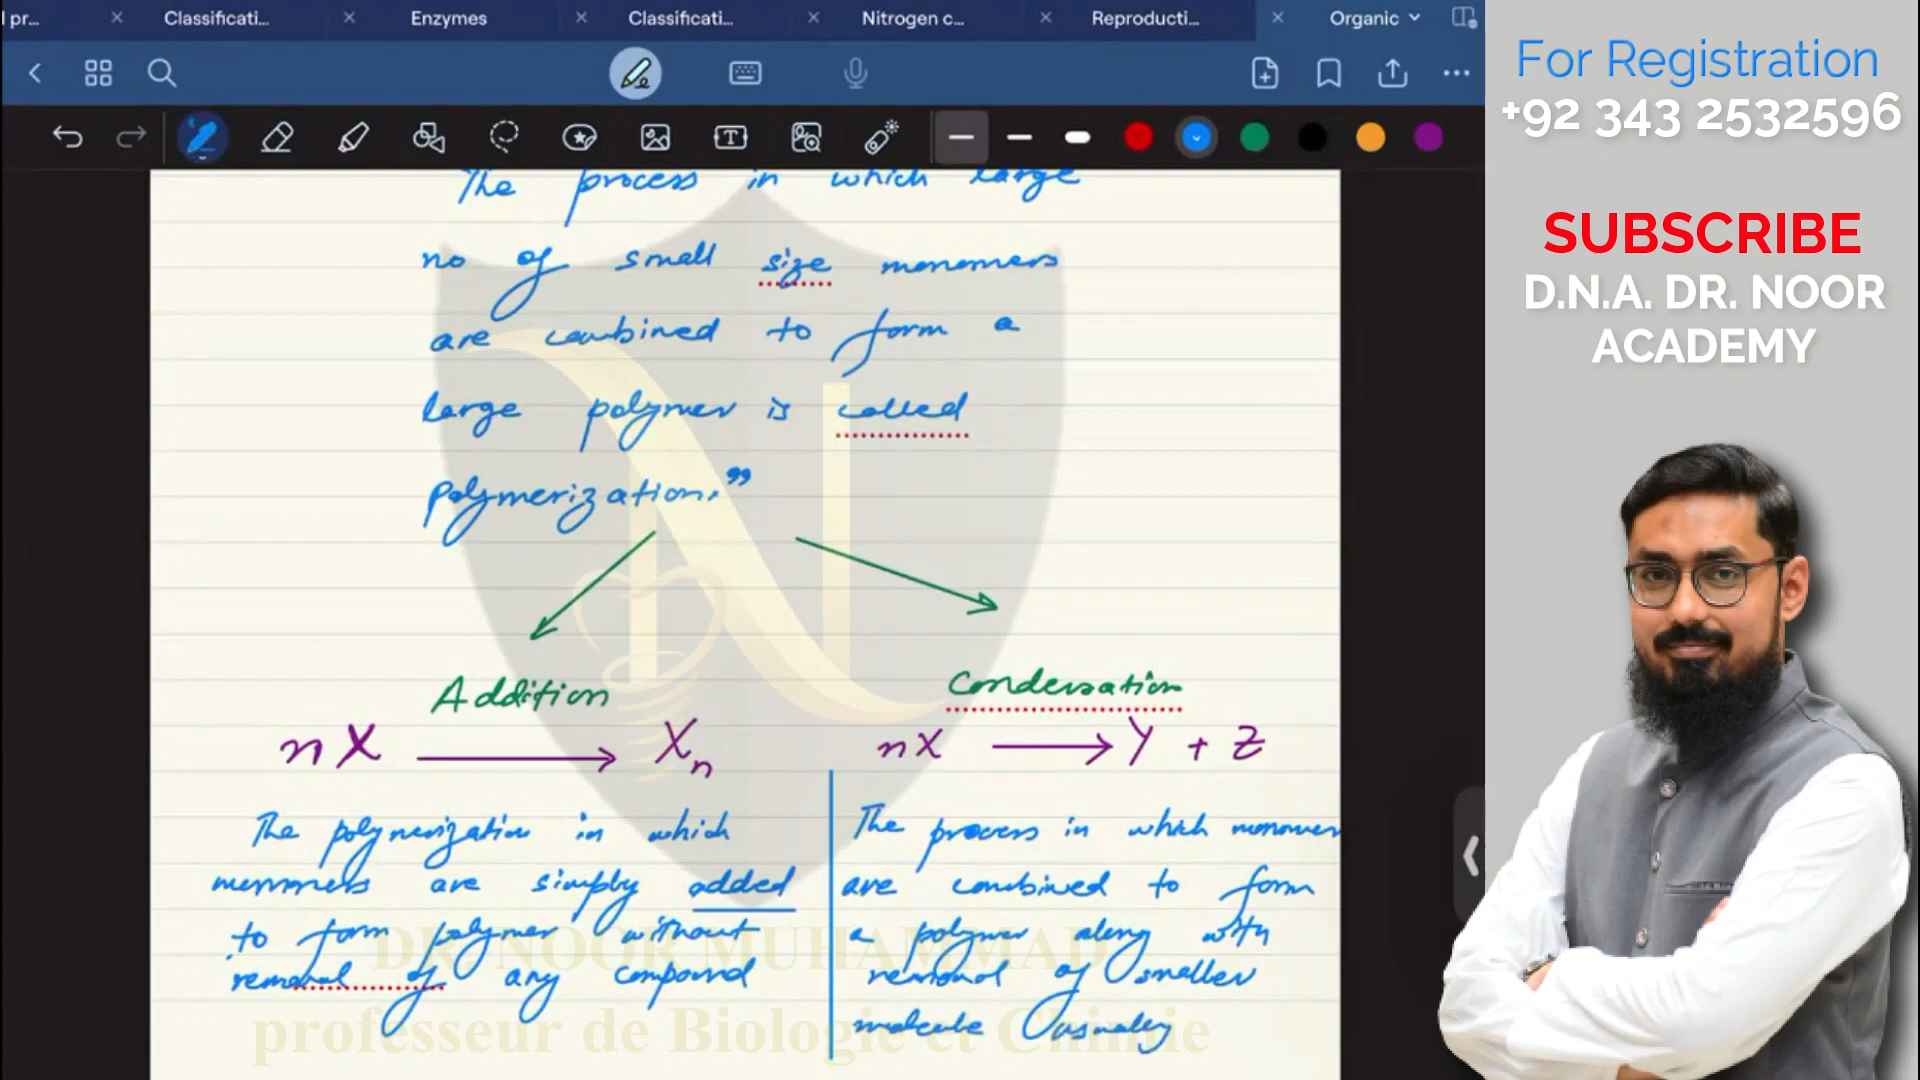 l pr...
Classificati...
Enzymes
Classificati...
Nitrogen c...
Reproducti...
Organic
For Registration
+92 343 2532596
SUBSCRIBE
D.N.A. DR. NOOR
ACADEMY
The process in which large
no of small size monomers
are combined to form a
large polymer is called
Polymerization."
Addition
nX → Xn
The polymerization in which
monomers are simply added
to form polymer without
removal of any compound
Condensation
nX → Y + Z
The process in which monomer
are combined to form
a polymer along with
removal of smaller
molecule usually
DR NOOR MUHAMMAD
professeur de Biologie et Chimie